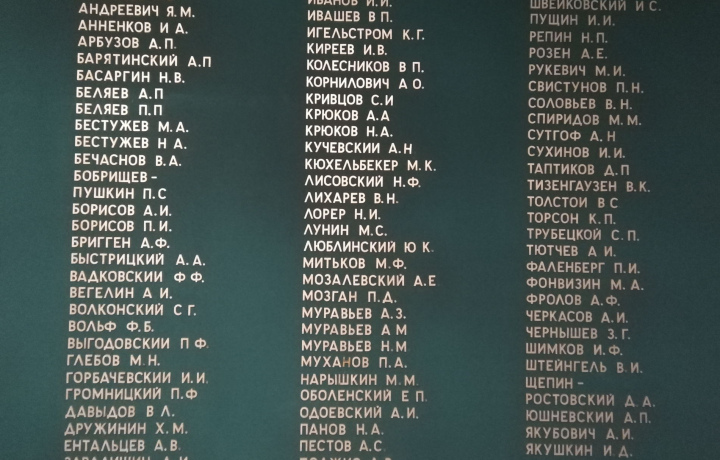 АНДРЕЕВИЧ Я.М.
АННЕНКОВ И А.
АРБУЗОВ А.П.
БАРЯТИНСКИЙ А.П
БАСАРГИН Н.В.
БЕЛЯЕВ А.П
БЕЛЯЕВ П.П
БЕСТУЖЕВ М.А.
БЕСТУЖЕВ Н А.
БЕЧАСНОВ В.А.
БОБРИЩЕВ-
ПУШКИН П.С
БОРИСОВ А.И.
БОРИСОВ П.И.
БРИГГЕН А.Ф.
БЫСТРИЦКИЙ А.А.
ВАДКОВСКИЙ Ф Ф.
ВЕГЕЛИН А И.
ВОЛКОНСКИЙ С Г.
ВОЛЬФ Ф.Б.
ВЫГОДОВСКИЙ П Ф.
ГЛЕБОВ М.Н.
ГОРБАЧЕВСКИЙ И.И.
ГРОМНИЦКИЙ П.Ф
ДАВЫДОВ В Л.
ДРУЖИНИН Х.М.
ЕНТАЛЬЦЕВ А.В.
ИВАНОВ И.И.
ИВАШЕВ В П.
ИГЕЛЬСТРОМ К.Г.
КИРЕЕВ И.В.
КОЛЕСНИКОВ В П.
КОРНИЛОВИЧ А О.
КРИВЦОВ С.И
КРЮКОВ А.А
КРЮКОВ Н.А.
КУЧЕВСКИЙ А.Н
КЮХЕЛЬБЕКЕР М.К.
ЛИСОВСКИЙ Н.Ф.
ЛИХАРЕВ В.Н.
ЛОРЕР Н.И.
ЛУНИН М.С.
ЛЮБЛИНСКИЙ Ю К.
МИТЬКОВ М.Ф.
МОЗАЛЕВСКИЙ А.Е
МОЗГАН П.Д.
МУРАВЬЕВ А.З.
МУРАВЬЕВ А М
МУРАВЬЕВ Н.М
МУХАНОВ П.А.
НАРЫШКИН М.М.
ОБОЛЕНСКИЙ Е П.
ОДОЕВСКИЙ А.И.
ПАНОВ Н.А.
ПЕСТОВ А.С.
ШВЕЙКОВСКИЙ И С.
ПУЩИН И.И.
РЕПИН Н.П.
РОЗЕН А.Е.
РУКЕВИЧ М.И.
СВИСТУНОВ П.Н.
СОЛОВЬЕВ В.Н.
СПИРИДОВ М.М.
СУТГОФ А.Н
СУХИНОВ И.И.
ТАПТИКОВ Д.П
ТИЗЕНГАУЗЕН В.К.
ТОЛСТОЙ В С
ТОРСОН К.П.
ТРУБЕЦКОЙ С.П.
ТЮТЧЕВ А И.
ФАЛЕНБЕРГ П.И.
ФОНВИЗИН М.А.
ФРОЛОВ А.Ф.
ЧЕРКАСОВ А.И.
ЧЕРНЫШЕВ З.Г.
ШИМКОВ И.Ф.
ШТЕЙНГЕЛЬ В.И.
ЩЕПИН-
РОСТОВСКИЙ Д.А.
ЮШНЕВСКИЙ А.П.
ЯКУБОВИЧ А.И.
ЯКУШКИН И.Д.